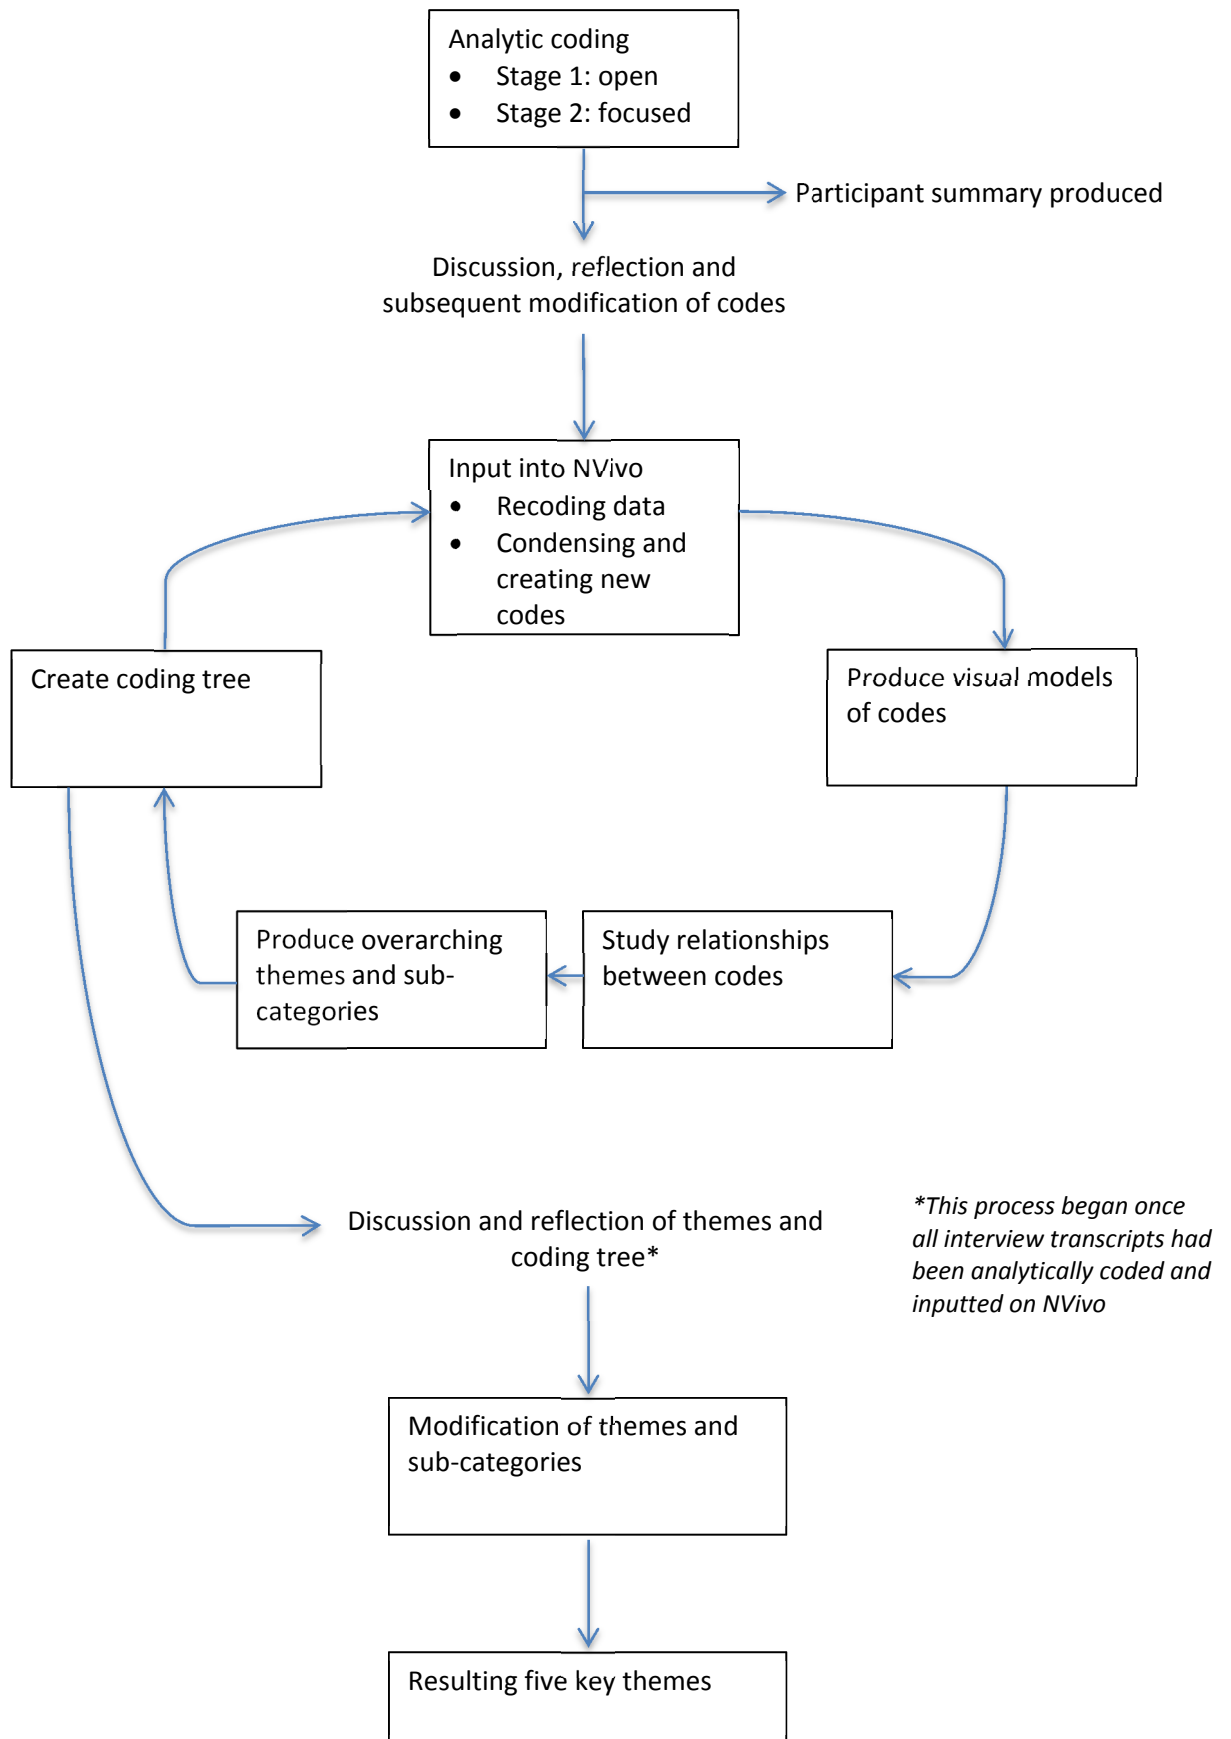 Analytic coding
• Stage 1: open
• Stage 2: focused
Participant summary produced
Discussion, reflection and
subsequent modification of codes
Input into NVivo
• Recoding data
• Condensing and
creating new
codes
Create coding tree
Produce visual models
of codes
Produce overarching
themes and sub-
categories
Study relationships
between codes
Discussion and reflection of themes and
coding tree*
*This process began once
all interview transcripts had
been analytically coded and
inputted on NVivo
Modification of themes and
sub-categories
Resulting five key themes